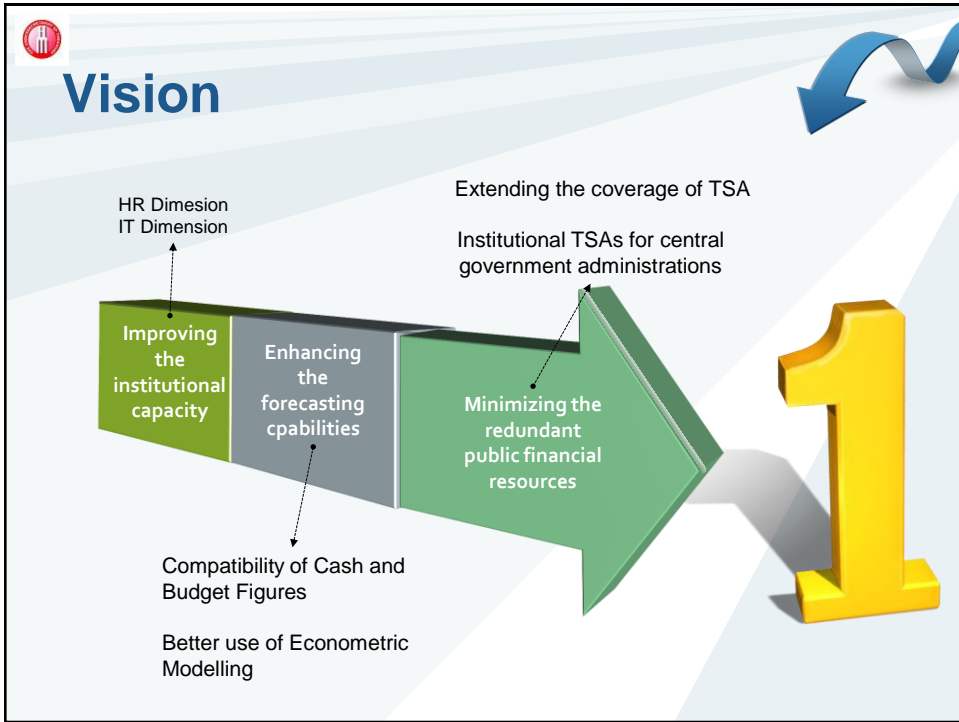 Vision
HR Dimesion
IT Dimension
Extending the coverage of TSA
Institutional TSAs for central
government administrations
Improving
the
institutional
capacity
Enhancing
the
forecasting
cpabilities
Minimizing the
redundant
public financial
resources
1
Compatibility of Cash and
Budget Figures
Better use of Econometric
Modelling